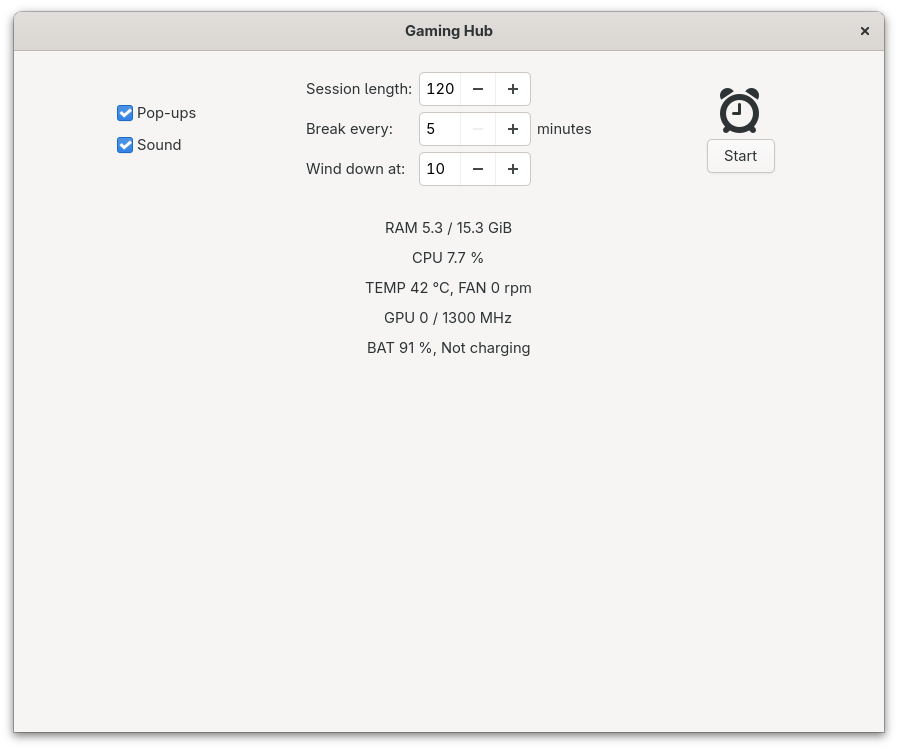 Gaming Hub
Pop-ups
Sound
Session length: 120
Break every: 5 minutes
Wind down at: 10
Start
RAM 5.3 / 15.3 GiB
CPU 7.7 %
TEMP 42 °C, FAN 0 rpm
GPU 0 / 1300 MHz
BAT 91 %, Not charging